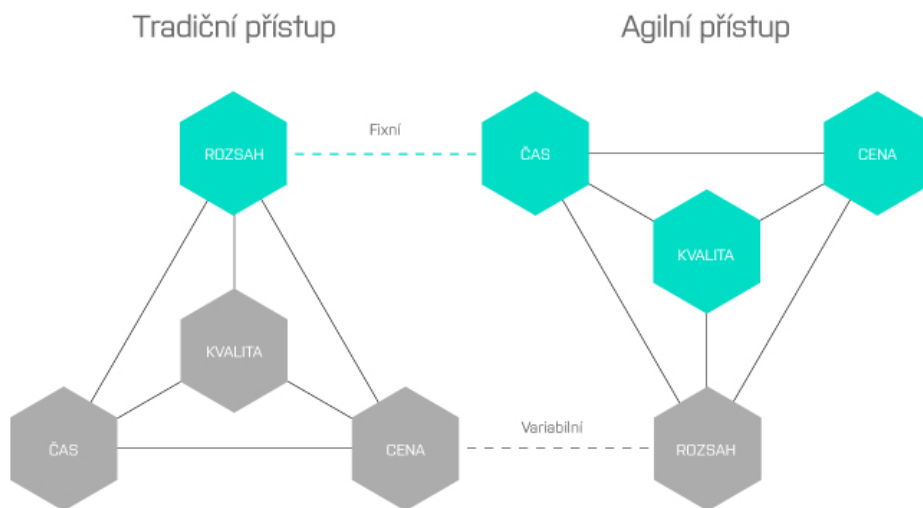 Tradiční přístup
Agilní přístup
ROZSAH
Fixní
ČAS
CENA
KVALITA
KVALITA
ČAS
CENA
Variabilní
ROZSAH